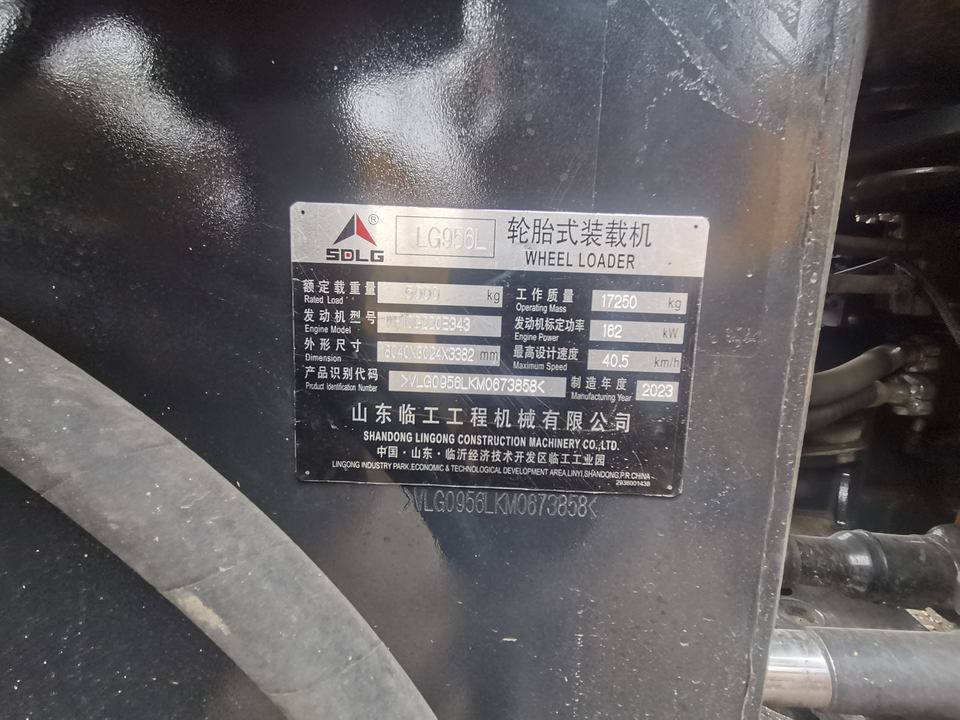 SDLG ® LG956L 轮胎式装载机
WHEEL LOADER
额定载重量 5000 kg 工作质量 17250 kg
Rated Load Operating Mass
发动机型号 发动机标定功率 162 kW
Engine Model Engine Power
外形尺寸 8040×3024×3382 mm 最高设计速度 40.5 km/h
Dimension Maximum Speed
产品识别代码 >VLG0956LKM0673858< 制造年度 2023
Product Identification Number Manufacturing Year
山东临工工程机械有限公司
SHANDONG LINGONG CONSTRUCTION MACHINERY CO.,LTD.
中国·山东·临沂经济技术开发区临工工业园
LINGONG INDUSTRY PARK.ECONOMIC & TECHNOLOGICAL DEVELOPMENT AREA,LINYI,SHANDONG,P.R.CHINA
2936001438
>VLG0956LKM0673858<